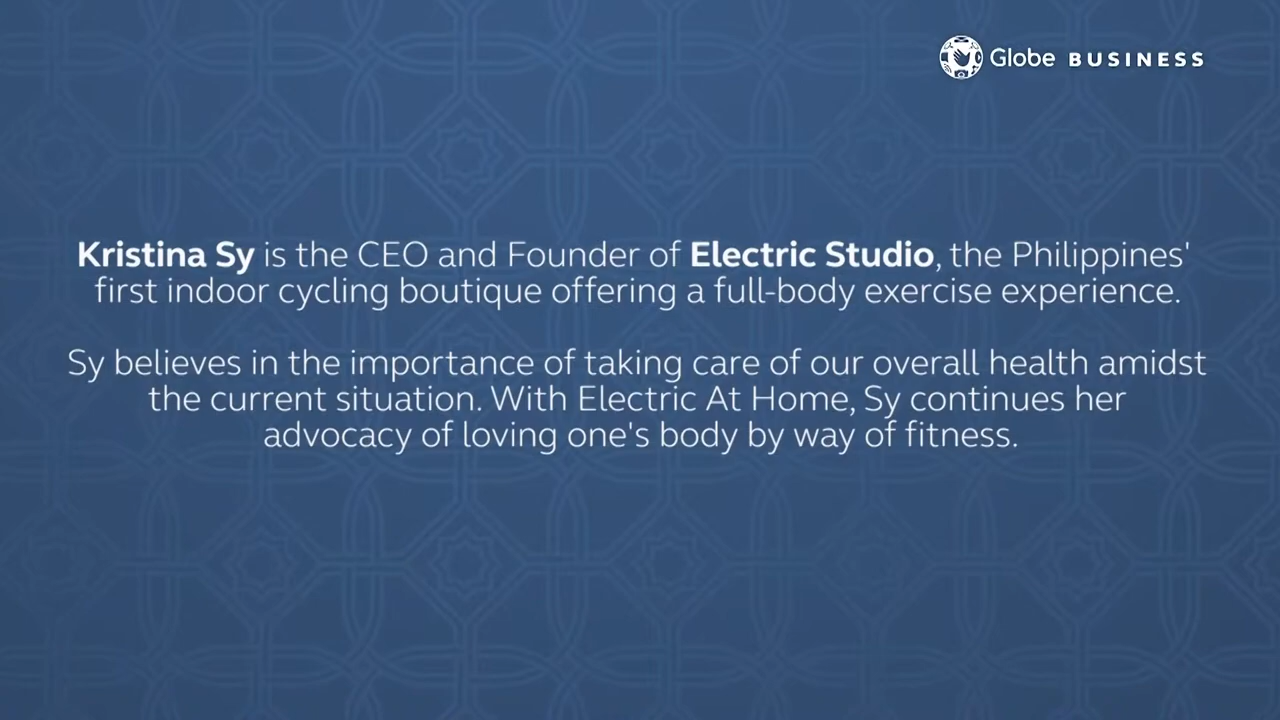 Globe BUSINESS
Kristina Sy is the CEO and Founder of Electric Studio, the Philippines'
first indoor cycling boutique offering a full-body exercise experience.
Sy believes in the importance of taking care of our overall health amidst
the current situation. With Electric At Home, Sy continues her
advocacy of loving one's body by way of fitness.